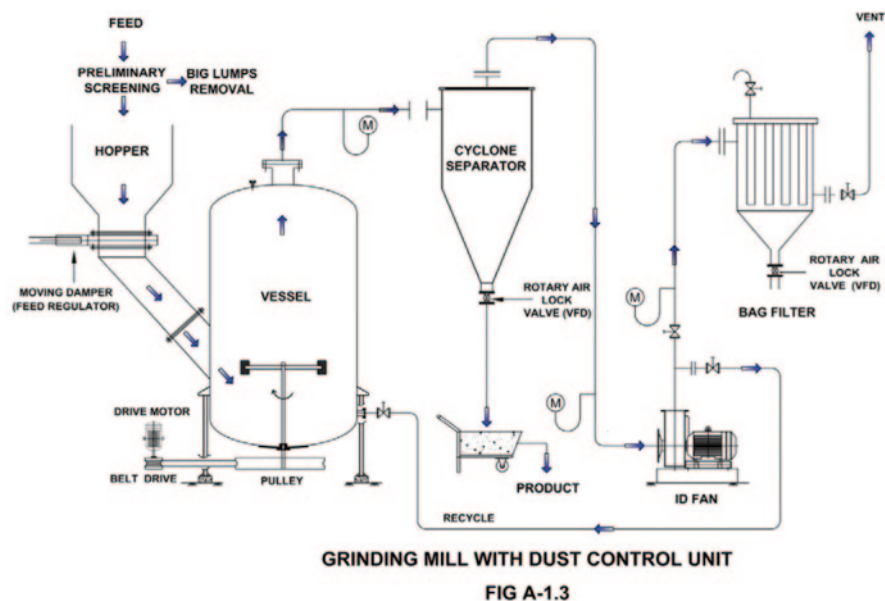 FEED
VENT
PRELIMINARY
SCREENING
BIG LUMPS
REMOVAL
HOPPER
M
CYCLONE
SEPARATOR
MOVING DAMPER
(FEED REGULATOR)
VESSEL
ROTARY AIR
LOCK
VALVE (VFD)
M
ROTARY AIR
LOCK
VALVE (VFD)
BAG FILTER
DRIVE MOTOR
M
BELT DRIVE
PULLEY
PRODUCT
ID FAN
RECYCLE
GRINDING MILL WITH DUST CONTROL UNIT
FIG A-1.3